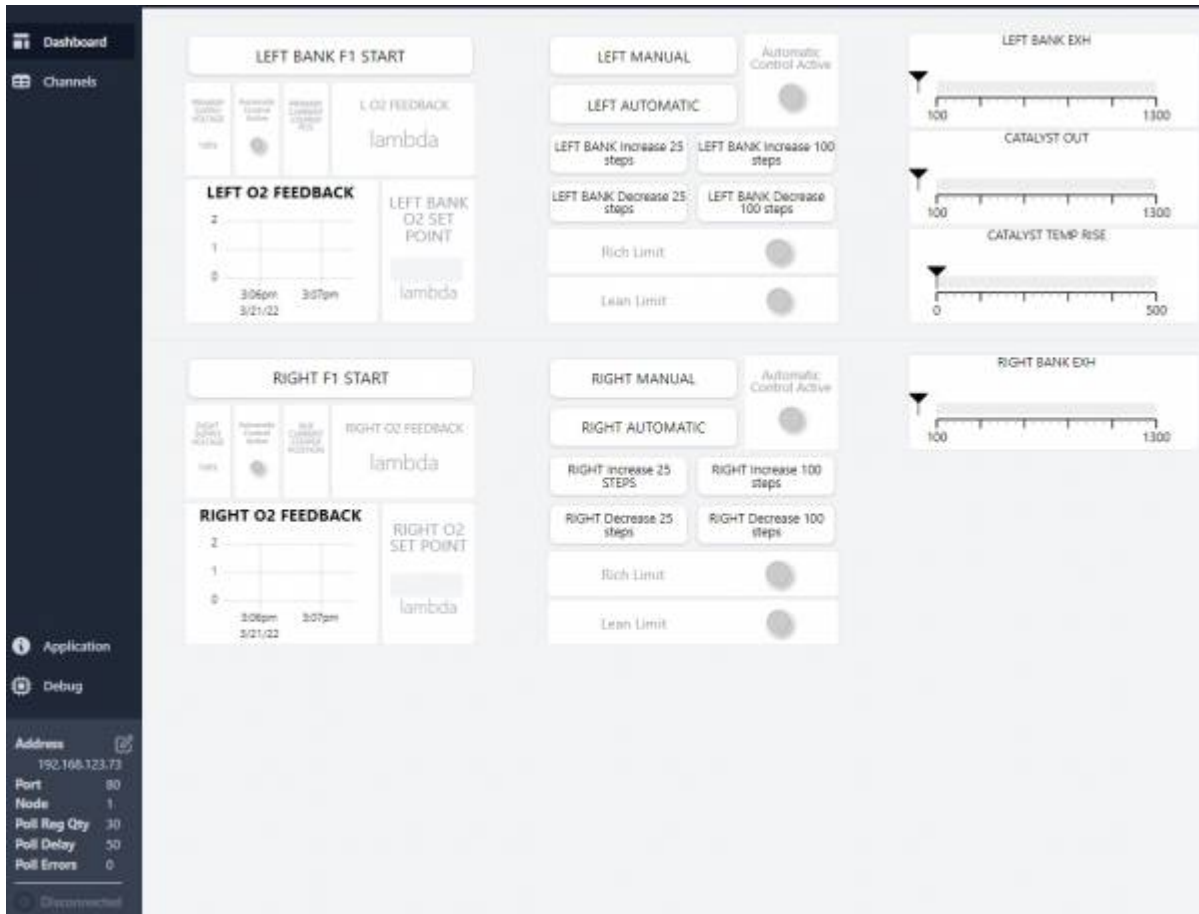 Dashboard
Channels
LEFT BANK F1 START
L O2 FEEDBACK
lambda
LEFT O2 FEEDBACK
2
1
0
3:06pm 3:07pm
3/21/22
LEFT BANK
O2 SET
POINT
lambda
LEFT MANUAL
Automatic
Control Active
LEFT AUTOMATIC
LEFT BANK Increase 25
steps
LEFT BANK Increase 100
steps
LEFT BANK Decrease 25
steps
LEFT BANK Decrease
100 steps
Rich Limit
Lean Limit
LEFT BANK EXH
100 1300
CATALYST OUT
100 1300
CATALYST TEMP RISE
0 500
RIGHT F1 START
RIGHT O2 FEEDBACK
lambda
RIGHT O2 FEEDBACK
2
1
0
3:06pm 3:07pm
3/21/22
RIGHT O2
SET POINT
lambda
RIGHT MANUAL
Automatic
Control Active
RIGHT AUTOMATIC
RIGHT Increase 25
STEPS
RIGHT Increase 100
steps
RIGHT Decrease 25
steps
RIGHT Decrease 100
steps
Rich Limit
Lean Limit
RIGHT BANK EXH
100 1300
Application
Debug
Address
192.168.123.73
Port 80
Node 1
Poll Reg Qty 30
Poll Delay 50
Poll Errors 0
Disconnected